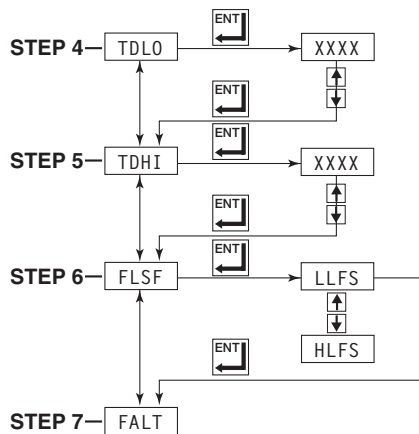 ENT
STEP 4 TDLO XXXX
ENT
ENT
STEP 5 TDHI XXXX
ENT
ENT
STEP 6 FLSF LLFS
ENT HLFS
STEP 7 FALT